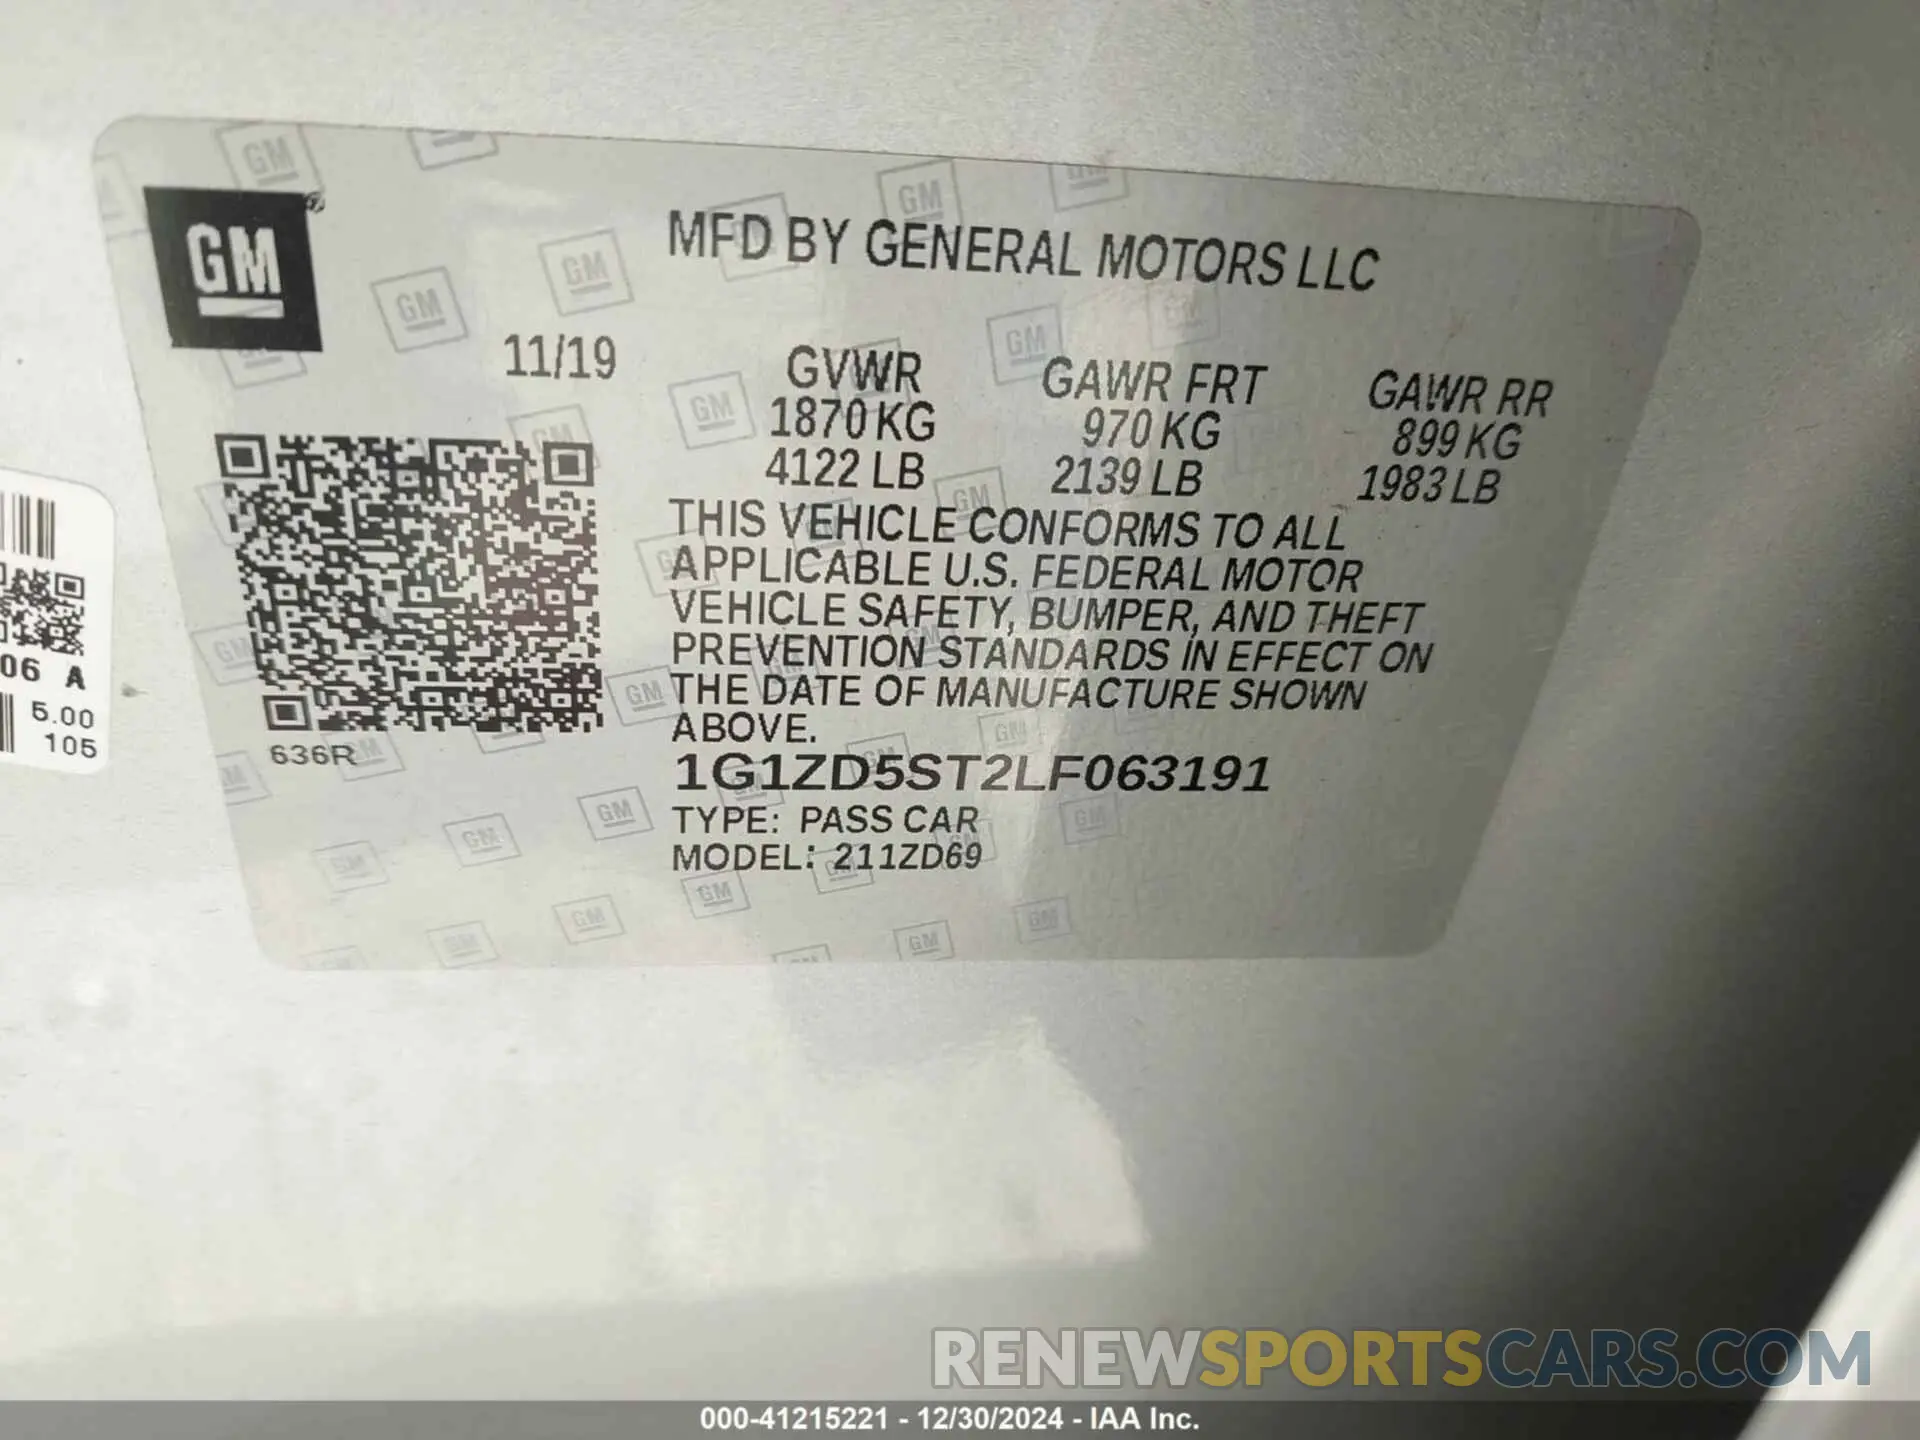 GM
MFD BY GENERAL MOTORS LLC
11/19
GVWR
1870 KG
4122 LB
GAWR FRT
970 KG
2139 LB
GAWR RR
899 KG
1983 LB
THIS VEHICLE CONFORMS TO ALL
APPLICABLE U.S. FEDERAL MOTOR
VEHICLE SAFETY, BUMPER, AND THEFT
PREVENTION STANDARDS IN EFFECT ON
THE DATE OF MANUFACTURE SHOWN
ABOVE.
636R
1G1ZD5ST2LF063191
TYPE: PASS CAR
MODEL: 211ZD69
06 A
5.00
105
RENEWSPORTSCARS.COM
000-41215221 - 12/30/2024 - IAA Inc.